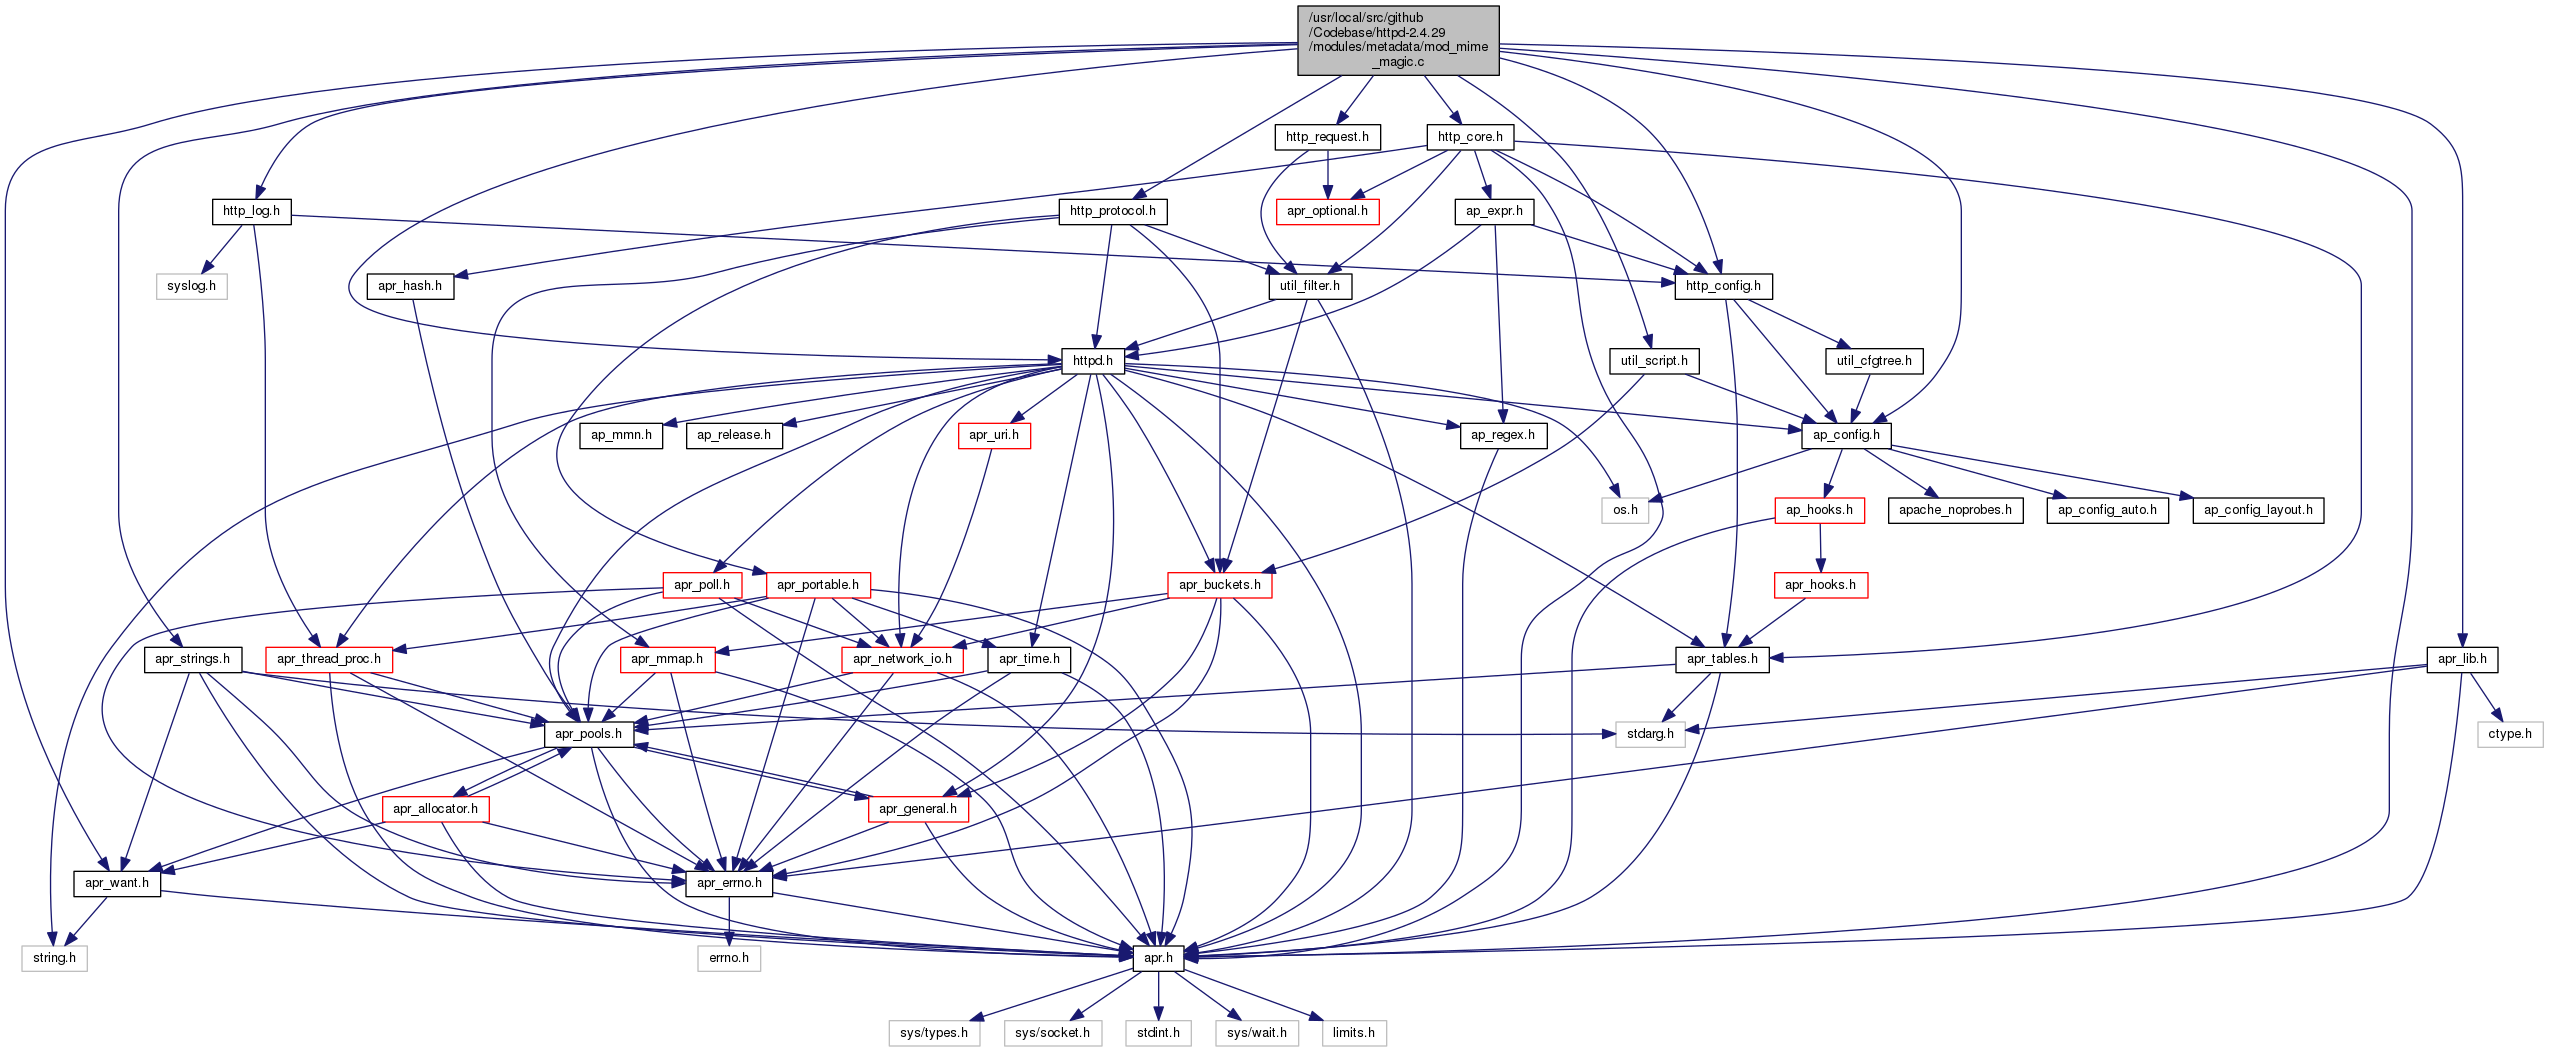 /usr/local/src/github
/Codebase/httpd-2.4.29
/modules/metadata/mod_mime
_magic.c
http_request.h
http_core.h
http_log.h
http_protocol.h
apr_optional.h
ap_expr.h
syslog.h
apr_hash.h
util_filter.h
http_config.h
httpd.h
util_script.h
util_cfgtree.h
ap_mmn.h
ap_release.h
apr_uri.h
ap_regex.h
ap_config.h
os.h
ap_hooks.h
apache_noprobes.h
ap_config_auto.h
ap_config_layout.h
apr_poll.h
apr_portable.h
apr_buckets.h
apr_hooks.h
apr_strings.h
apr_thread_proc.h
apr_mmap.h
apr_network_io.h
apr_time.h
apr_tables.h
apr_lib.h
apr_pools.h
stdarg.h
ctype.h
apr_allocator.h
apr_general.h
apr_want.h
apr_errno.h
string.h
errno.h
apr.h
sys/types.h
sys/socket.h
stdint.h
sys/wait.h
limits.h